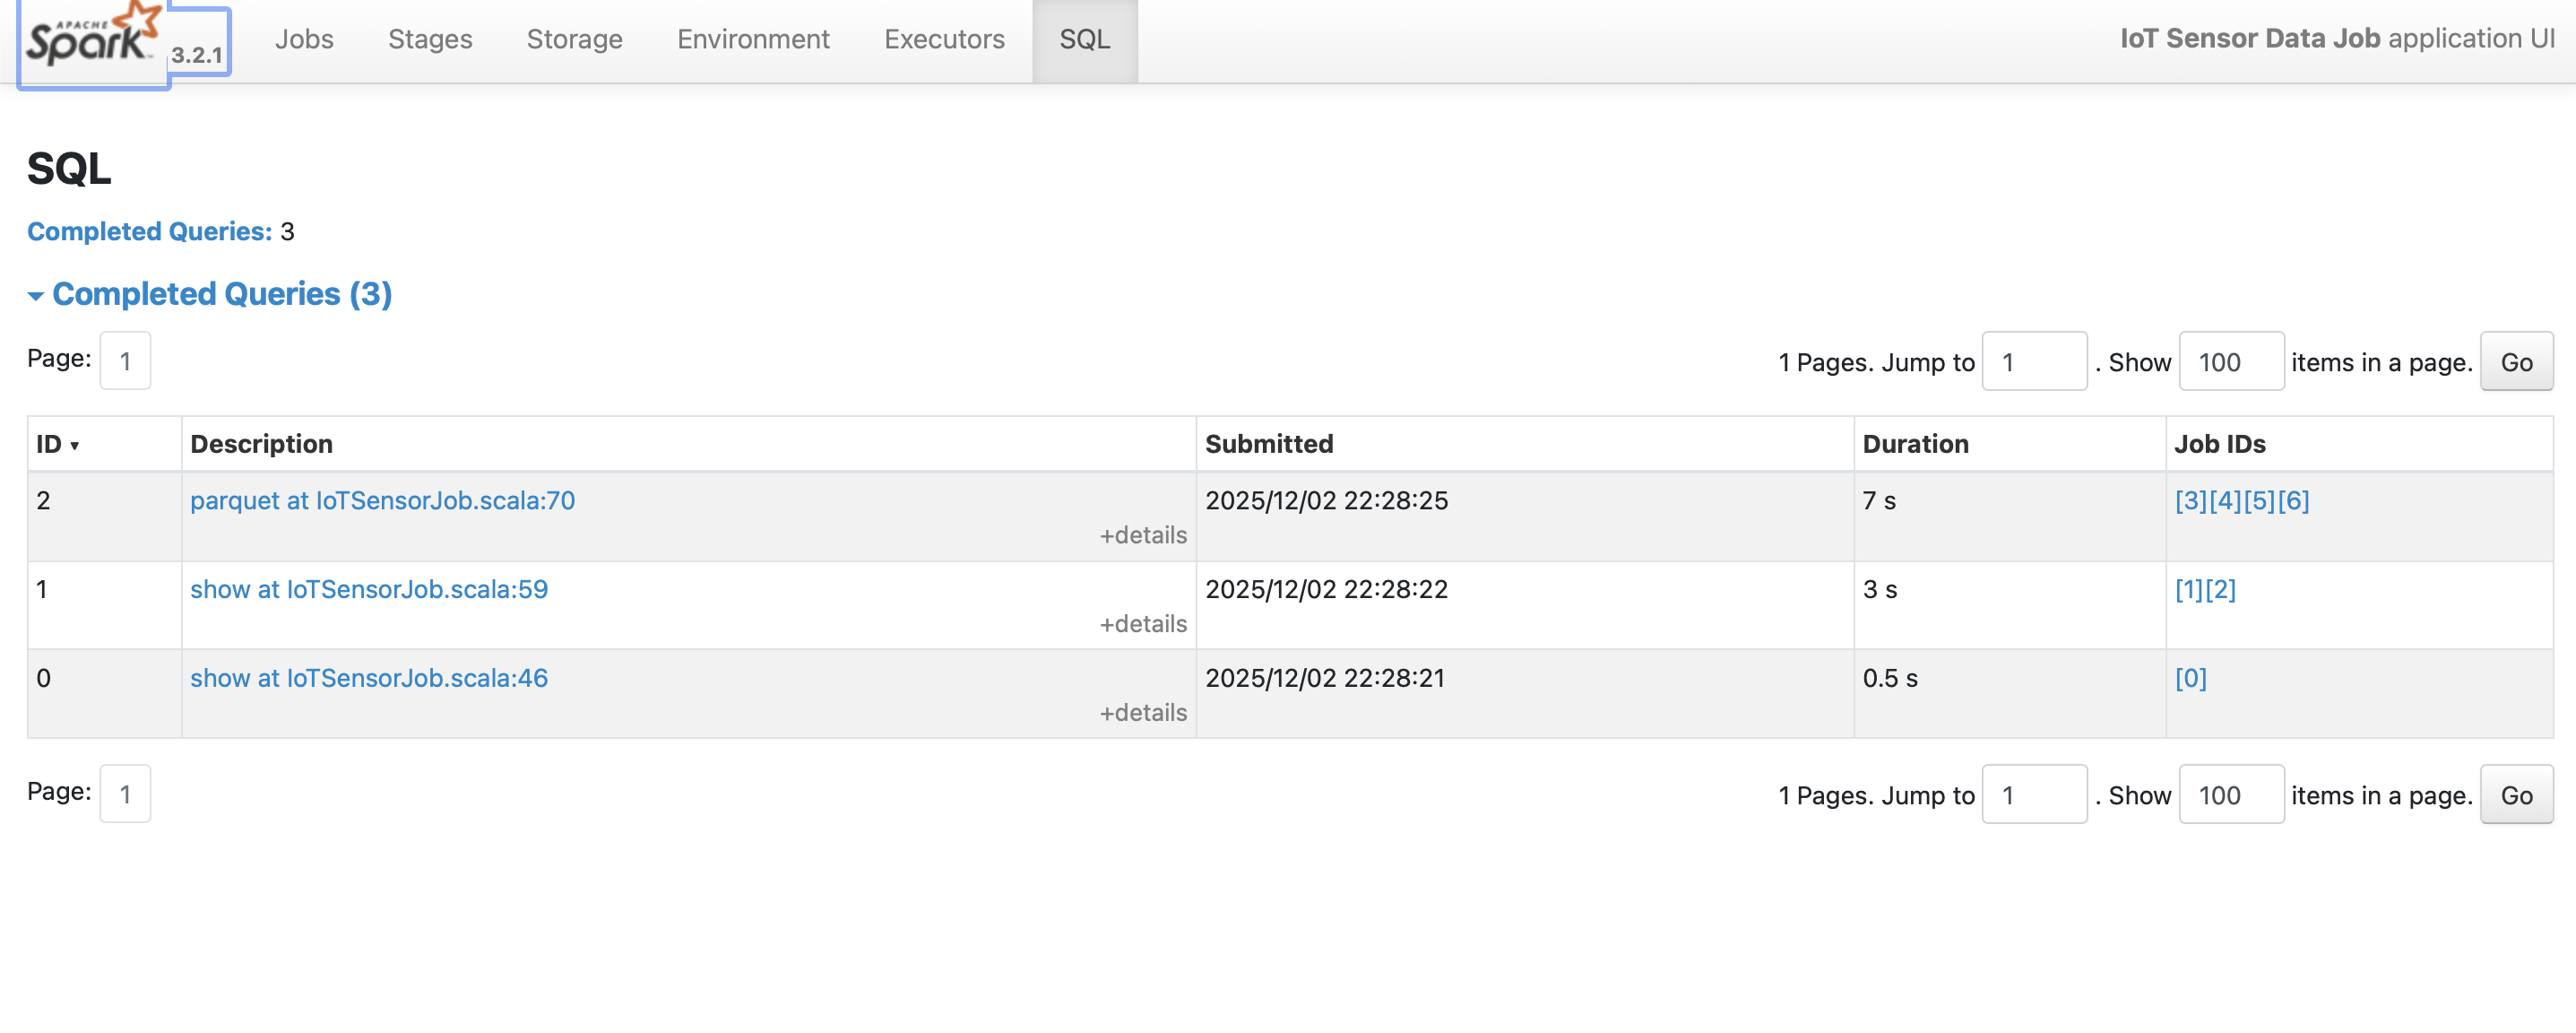 APACHE Spark 3.2.1 Jobs Stages Storage Environment Executors SQL IoT Sensor Data Job application UI
SQL
Completed Queries: 3
Completed Queries (3)
Page: 1 1 Pages. Jump to 1 . Show 100 items in a page. Go
ID ▾ Description Submitted Duration Job IDs
2 parquet at IoTSensorJob.scala:70 2025/12/02 22:28:25 7 s [3][4][5][6]
+details
1 show at IoTSensorJob.scala:59 2025/12/02 22:28:22 3 s [1][2]
+details
0 show at IoTSensorJob.scala:46 2025/12/02 22:28:21 0.5 s [0]
+details
Page: 1 1 Pages. Jump to 1 . Show 100 items in a page. Go